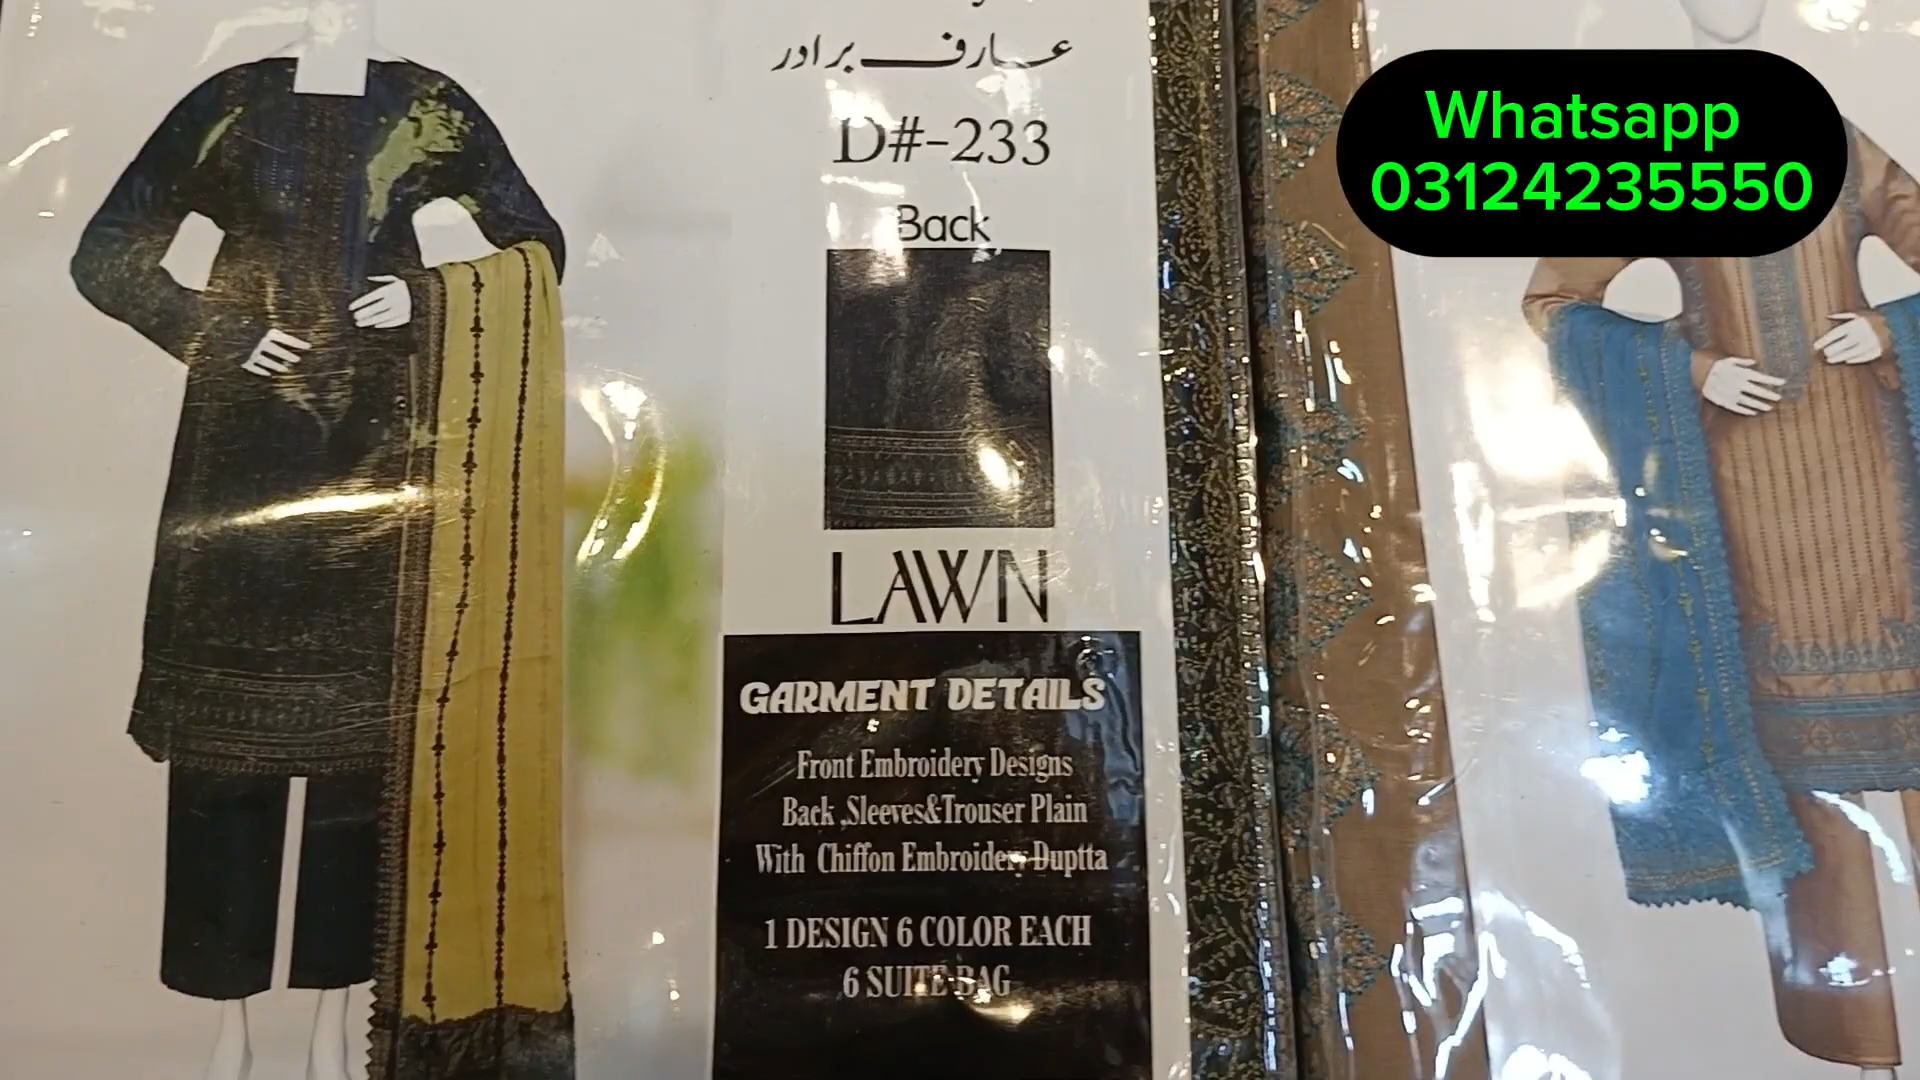 عارف برادر
D#-233
Back
LAWN
GARMENT DETAILS
Front Embroidery Designs
Back ,Sleeves&Trouser Plain
With Chiffon Embroidery Duptta
1 DESIGN 6 COLOR EACH
6 SUITE BAG
Whatsapp
03124235550